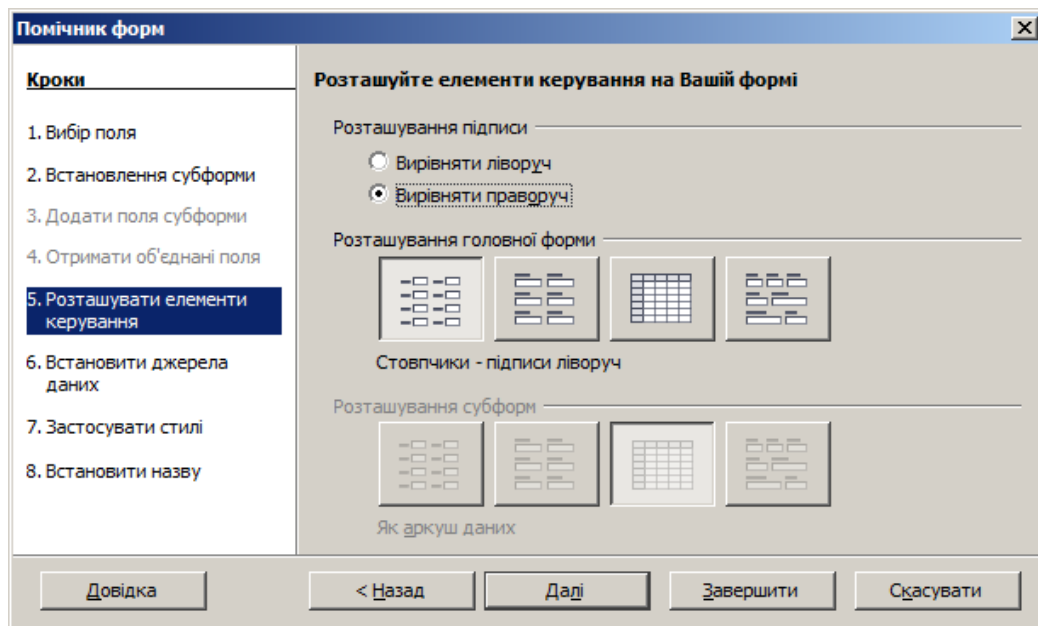 Помічник форм
Кроки
1. Вибір поля
2. Встановлення субформи
3. Додати поля субформи
4. Отримати об'єднані поля
5. Розташувати елементи
керування
6. Встановити джерела
даних
7. Застосувати стилі
8. Встановити назву
Розташуйте елементи керування на Вашій формі
Розташування підписи
Вирівняти ліворуч
Вирівняти праворуч
Розташування головної форми
Стовпчики - підписи ліворуч
Розташування субформ
Як аркуш даних
Довідка
< Назад
Далі
Завершити
Скасувати